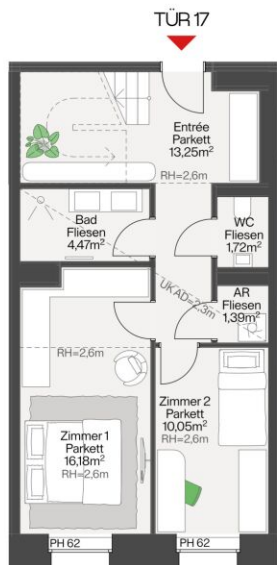 TÜR 17
Entrée
Parkett
13,25m²
RH=2,6m
Bad
Fliesen
4,47m²
WC
Fliesen
1,72m²
UKAD=2,3m
AR
Fliesen
1,39m²
RH=2,6m
Zimmer 2
Parkett
10,05m²
RH=2,6m
Zimmer 1
Parkett
16,18m²
RH=2,6m
PH 62
PH 62